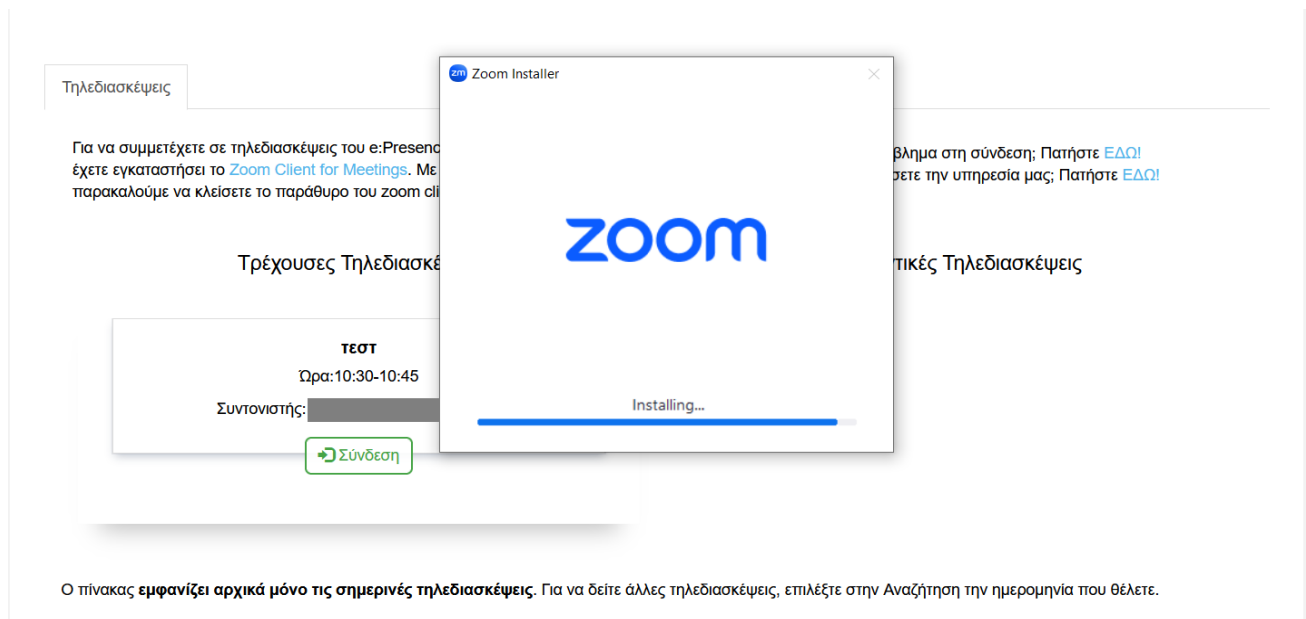 Τηλεδιασκέψεις
zm Zoom Installer
Για να συμμετέχετε σε τηλεδιασκέψεις του e:Presenc
έχετε εγκαταστήσει το Zoom Client for Meetings. Με
παρακαλούμε να κλείσετε το παράθυρο του zoom cli
βλημα στη σύνδεση; Πατήστε ΕΔΩ!
σετε την υπηρεσία μας; Πατήστε ΕΔΩ!
zoom
Τρέχουσες Τηλεδιασκέ
τικές Τηλεδιασκέψεις
τεστ
Ώρα:10:30-10:45
Συντονιστής:
Σύνδεση
Installing...
Ο πίνακας εμφανίζει αρχικά μόνο τις σημερινές τηλεδιασκέψεις. Για να δείτε άλλες τηλεδιασκέψεις, επιλέξτε στην Αναζήτηση την ημερομηνία που θέλετε.